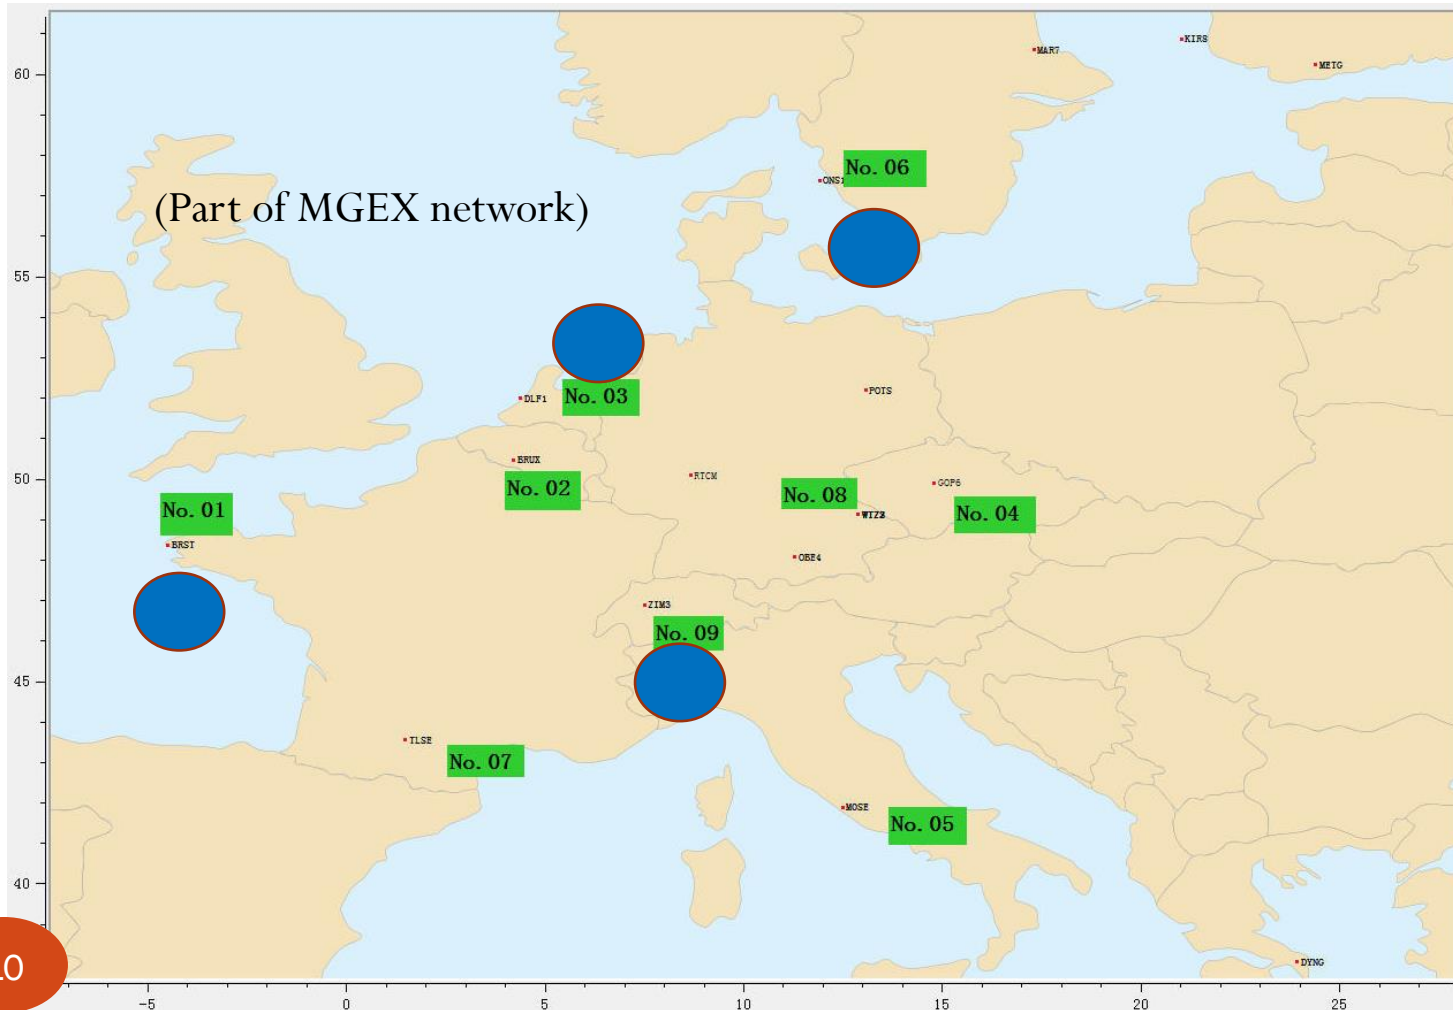 MAR7
KIRS
METG
60
No. 06
ONS1
(Part of MGEX network)
55
No. 03
DLF1
POTS
BRUX
RTCM
50
No. 02
No. 08
GOP6
No. 04
No. 01
WTZZ
BRST
OBE4
ZIM3
No. 09
45
TLSE
No. 07
MOSE
No. 05
40
DYNG
-5 0 5 10 15 20 25